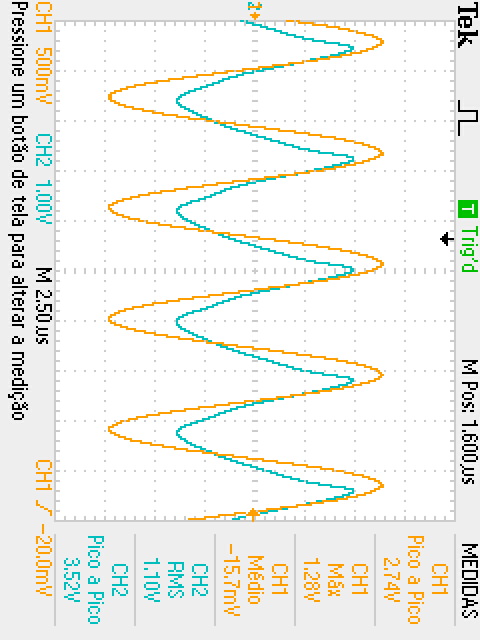 Tek T Trig'd M Pos: 1.600µs MEDIDAS
CH1
Pico a Pico
2.74V
CH1
Máx
1.28V
CH1
Médio
−15.7mV
CH2
RMS
1.10V
CH2
Pico a Pico
3.52V
CH1 500mV CH2 1.00V M 2.50µs CH1 −20.0mV
Pressione um botão de tela para alterar a medição